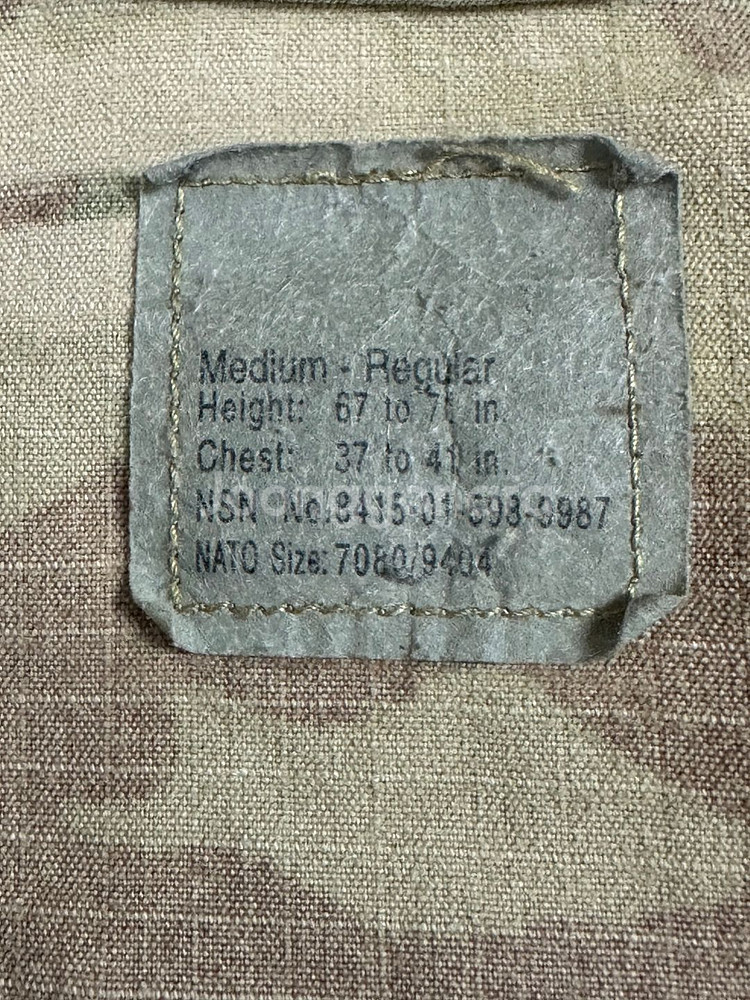 Medium - Regular
Height: 67 to 71 in.
Chest: 37 to 41 in.
NSN No.:8415-01-598-9987
NATO Size: 7080/9404